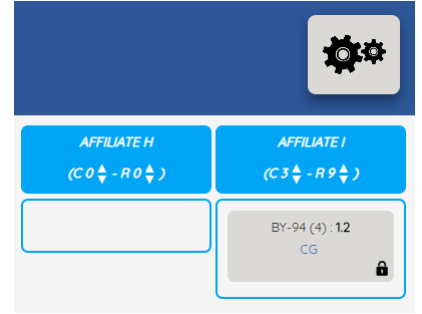 AFFILIATE H
(C0 - R0 )
AFFILIATE I
(C3 - R9 )
BY-94 (4) : 1.2
CG